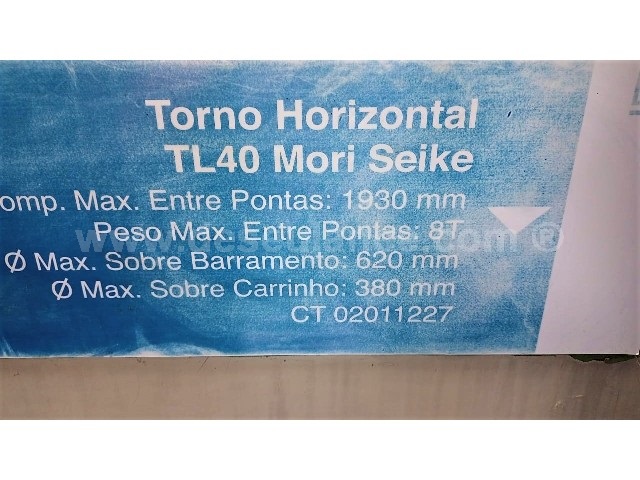 Torno Horizontal
TL40 Mori Seike
omp. Max. Entre Pontas: 1930 mm
Peso Max. Entre Pontas: 8T
Ø Max. Sobre Barramento: 620 mm
Ø Max. Sobre Carrinho: 380 mm
CT 02011227